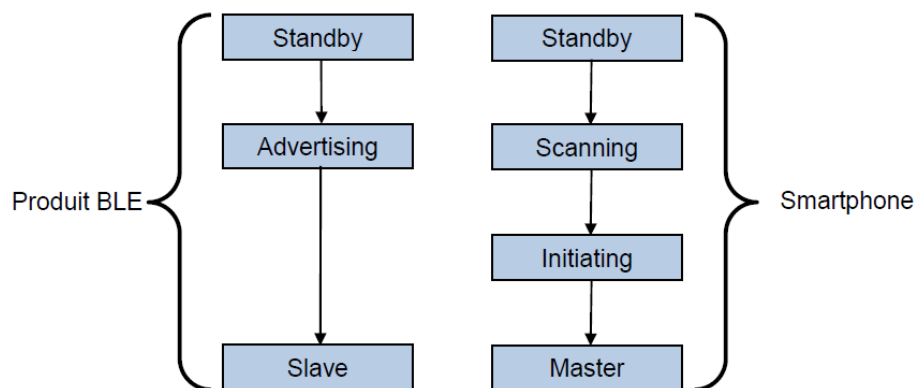 Standby
Standby
Advertising
Scanning
Produit BLE
Smartphone
Initiating
Slave
Master